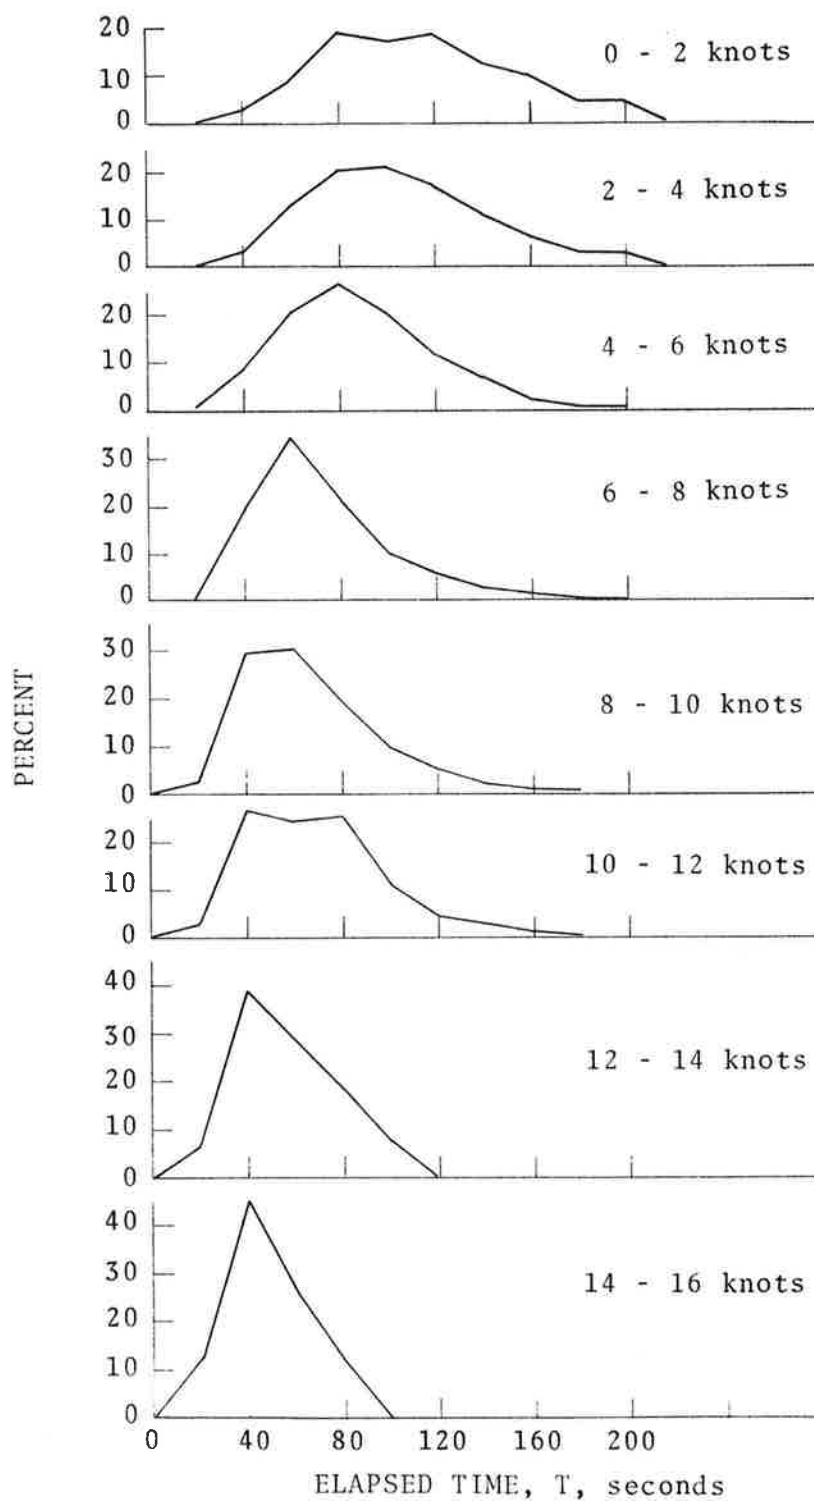 20
10
0
0 - 2 knots
20
10
0
2 - 4 knots
20
10
0
4 - 6 knots
30
20
10
0
6 - 8 knots
30
20
10
0
8 - 10 knots
20
10
0
10 - 12 knots
40
30
20
10
0
12 - 14 knots
40
30
20
10
0
14 - 16 knots
0 40 80 120 160 200
ELAPSED TIME, T, seconds
PERCENT